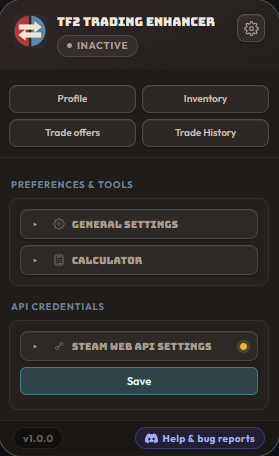 TF2 TRADING ENHANCER
INACTIVE
Profile
Inventory
Trade offers
Trade History
PREFERENCES & TOOLS
GENERAL SETTINGS
CALCULATOR
API CREDENTIALS
STEAM WEB API SETTINGS
Save
v1.0.0
Help & bug reports